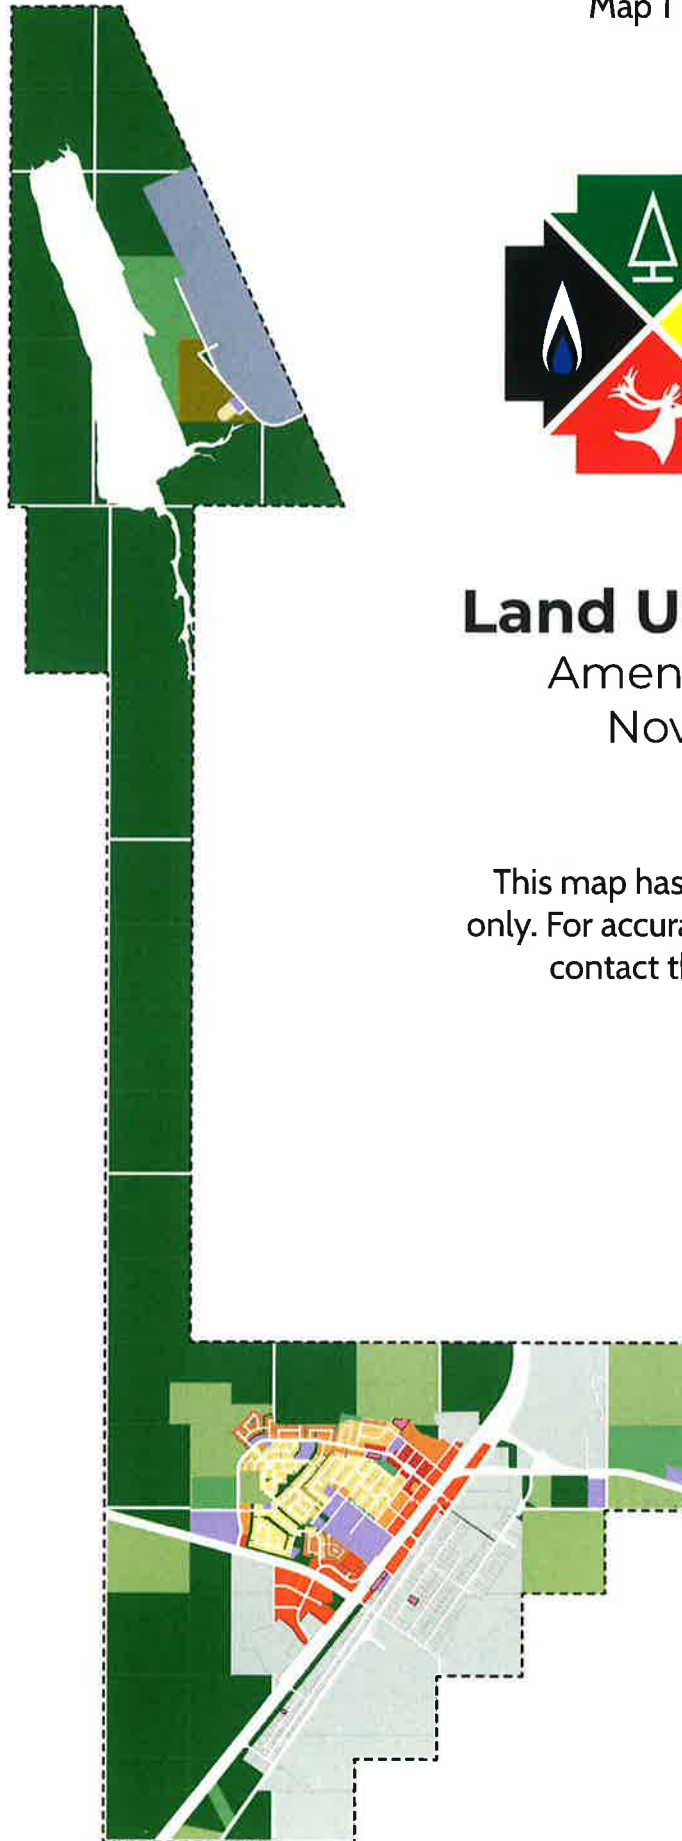 Map 1
Land U
Amen
Nov
This map has
only. For accura
contact th